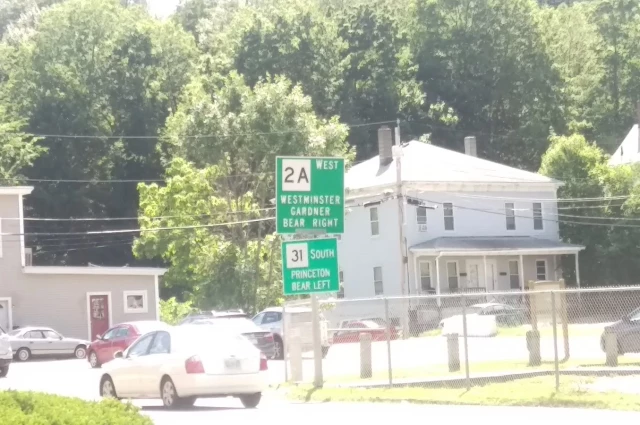 2A WEST
WESTMINSTER
GARDNER
BEAR RIGHT
31 SOUTH
PRINCETON
BEAR LEFT